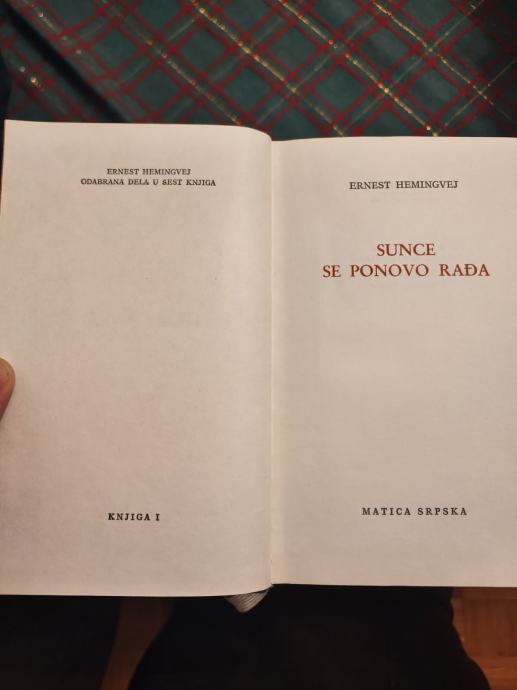 ERNEST HEMINGVEJ
ODABRANA DELA U ŠEST KNJIGA
KNJIGA I
ERNEST HEMINGVEJ
SUNCE
SE PONOVO RAĐA
MATICA SRPSKA